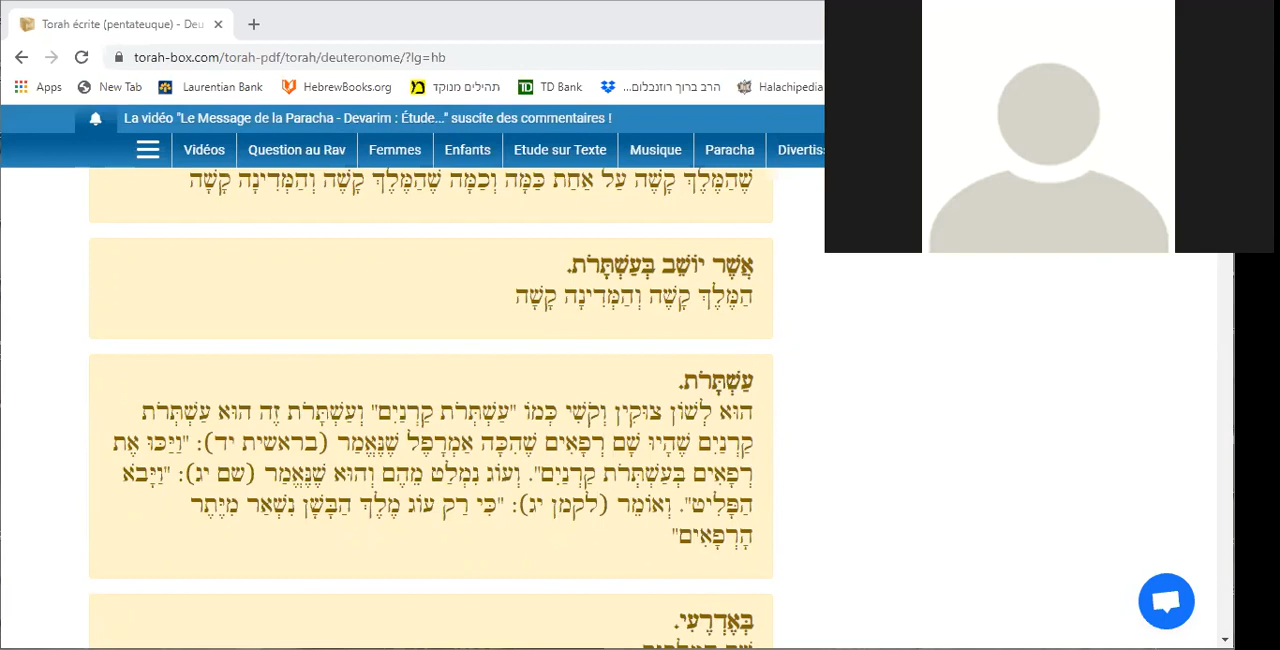 Torah écrite (pentateuque) - Deu
torah-box.com/torah-pdf/torah/deuteronome/?lg=hb
Apps
New Tab
Laurentian Bank
HebrewBooks.org
תהילים מנוקד
TD Bank
הרב ברוך רוזנבלום...
Halachipedia
La vidéo "Le Message de la Paracha - Devarim : Étude..." suscite des commentaires !
Vidéos
Question au Rav
Femmes
Enfants
Etude sur Texte
Musique
Paracha
Divertis
שֶׁהַמֶּלֶךְ קָשֶׁה עַל אַחַת כַּמָּה וְכַמָּה שֶׁהַמֶּלֶךְ קָשֶׁה וְהַמְּדִינָה קָשָׁה
אֲשֶׁר יוֹשֵׁב בְּעַשְׁתָּרֹת.
הַמֶּלֶךְ קָשֶׁה וְהַמְּדִינָה קָשָׁה
עַשְׁתָּרֹת.
הוּא לְשׁוֹן צוּקִין וְקֹשִׁי כְּמוֹ "עַשְׁתְּרֹת קַרְנַיִם" וְעַשְׁתָּרֹת זֶה הוּא עַשְׁתְּרֹת
קַרְנַיִם שֶׁהָיוּ שָׁם רְפָאִים שֶׁהִכָּה אַמְרָפֶל שֶׁנֶּאֱמַר (בראשית יד): "וַיַּכּוּ אֶת
רְפָאִים בְּעַשְׁתְּרֹת קַרְנַיִם". וְעוֹג נִמְלַט מֵהֶם וְהוּא שֶׁנֶּאֱמַר (שם יג): "וַיָּבֹא
הַפָּלִיט". וְאוֹמֵר (לקמן יג): "כִּי רַק עוֹג מֶלֶךְ הַבָּשָׁן נִשְׁאַר מִיֶּתֶר
הָרְפָאִים"
בְּאֶדְרֶעִי.